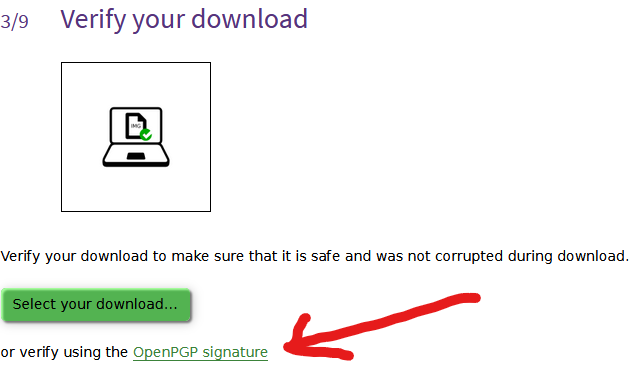 3/9 Verify your download
IMG
Verify your download to make sure that it is safe and was not corrupted during download.
Select your download...
or verify using the OpenPGP signature